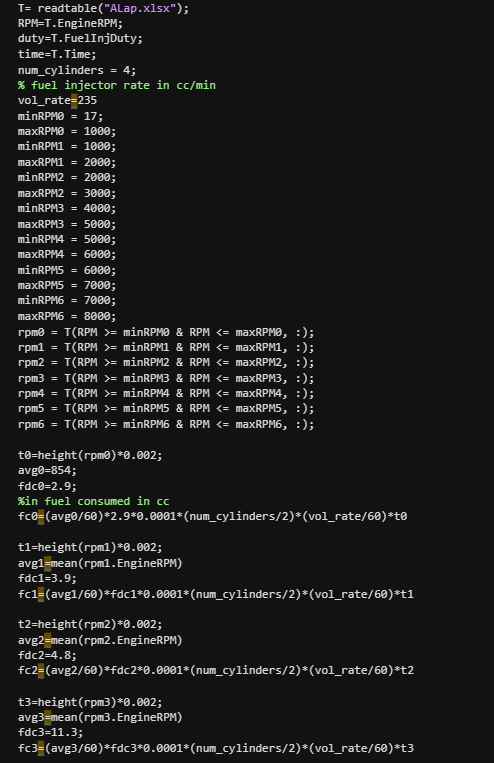 T= readtable("ALap.xlsx");
RPM=T.EngineRPM;
duty=T.FuelInjDuty;
time=T.Time;
num_cylinders = 4;
% fuel injector rate in cc/min
vol_rate=235
minRPM0 = 17;
maxRPM0 = 1000;
minRPM1 = 1000;
maxRPM1 = 2000;
minRPM2 = 2000;
maxRPM2 = 3000;
minRPM3 = 4000;
maxRPM3 = 5000;
minRPM4 = 5000;
maxRPM4 = 6000;
minRPM5 = 6000;
maxRPM5 = 7000;
minRPM6 = 7000;
maxRPM6 = 8000;
rpm0 = T(RPM >= minRPM0 & RPM <= maxRPM0, :);
rpm1 = T(RPM >= minRPM1 & RPM <= maxRPM1, :);
rpm2 = T(RPM >= minRPM2 & RPM <= maxRPM2, :);
rpm3 = T(RPM >= minRPM3 & RPM <= maxRPM3, :);
rpm4 = T(RPM >= minRPM4 & RPM <= maxRPM4, :);
rpm5 = T(RPM >= minRPM5 & RPM <= maxRPM5, :);
rpm6 = T(RPM >= minRPM6 & RPM <= maxRPM6, :);
t0=height(rpm0)*0.002;
avg0=854;
fdc0=2.9;
%in fuel consumed in cc
fc0=(avg0/60)*2.9*0.0001*(num_cylinders/2)*(vol_rate/60)*t0
t1=height(rpm1)*0.002;
avg1=mean(rpm1.EngineRPM)
fdc1=3.9;
fc1=(avg1/60)*fdc1*0.0001*(num_cylinders/2)*(vol_rate/60)*t1
t2=height(rpm2)*0.002;
avg2=mean(rpm2.EngineRPM)
fdc2=4.8;
fc2=(avg2/60)*fdc2*0.0001*(num_cylinders/2)*(vol_rate/60)*t2
t3=height(rpm3)*0.002;
avg3=mean(rpm3.EngineRPM)
fdc3=11.3;
fc3=(avg3/60)*fdc3*0.0001*(num_cylinders/2)*(vol_rate/60)*t3